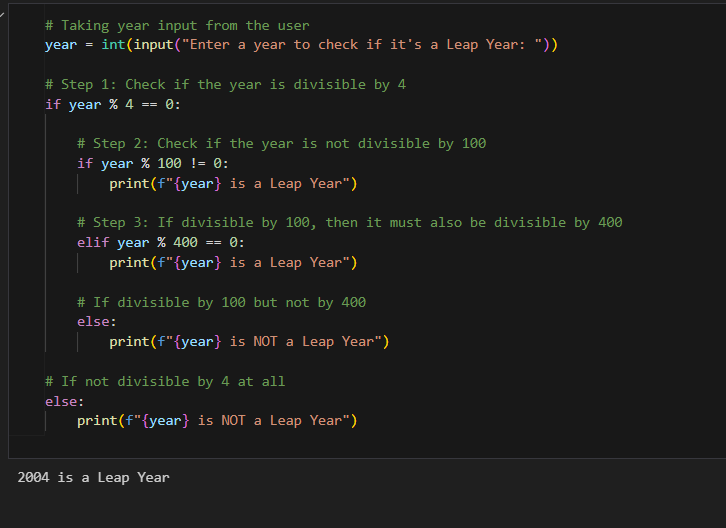 # Taking year input from the user
year = int(input("Enter a year to check if it's a Leap Year: "))
# Step 1: Check if the year is divisible by 4
if year % 4 == 0:
# Step 2: Check if the year is not divisible by 100
if year % 100 != 0:
print(f"{year} is a Leap Year")
# Step 3: If divisible by 100, then it must also be divisible by 400
elif year % 400 == 0:
print(f"{year} is a Leap Year")
# If divisible by 100 but not by 400
else:
print(f"{year} is NOT a Leap Year")
# If not divisible by 4 at all
else:
print(f"{year} is NOT a Leap Year")
2004 is a Leap Year